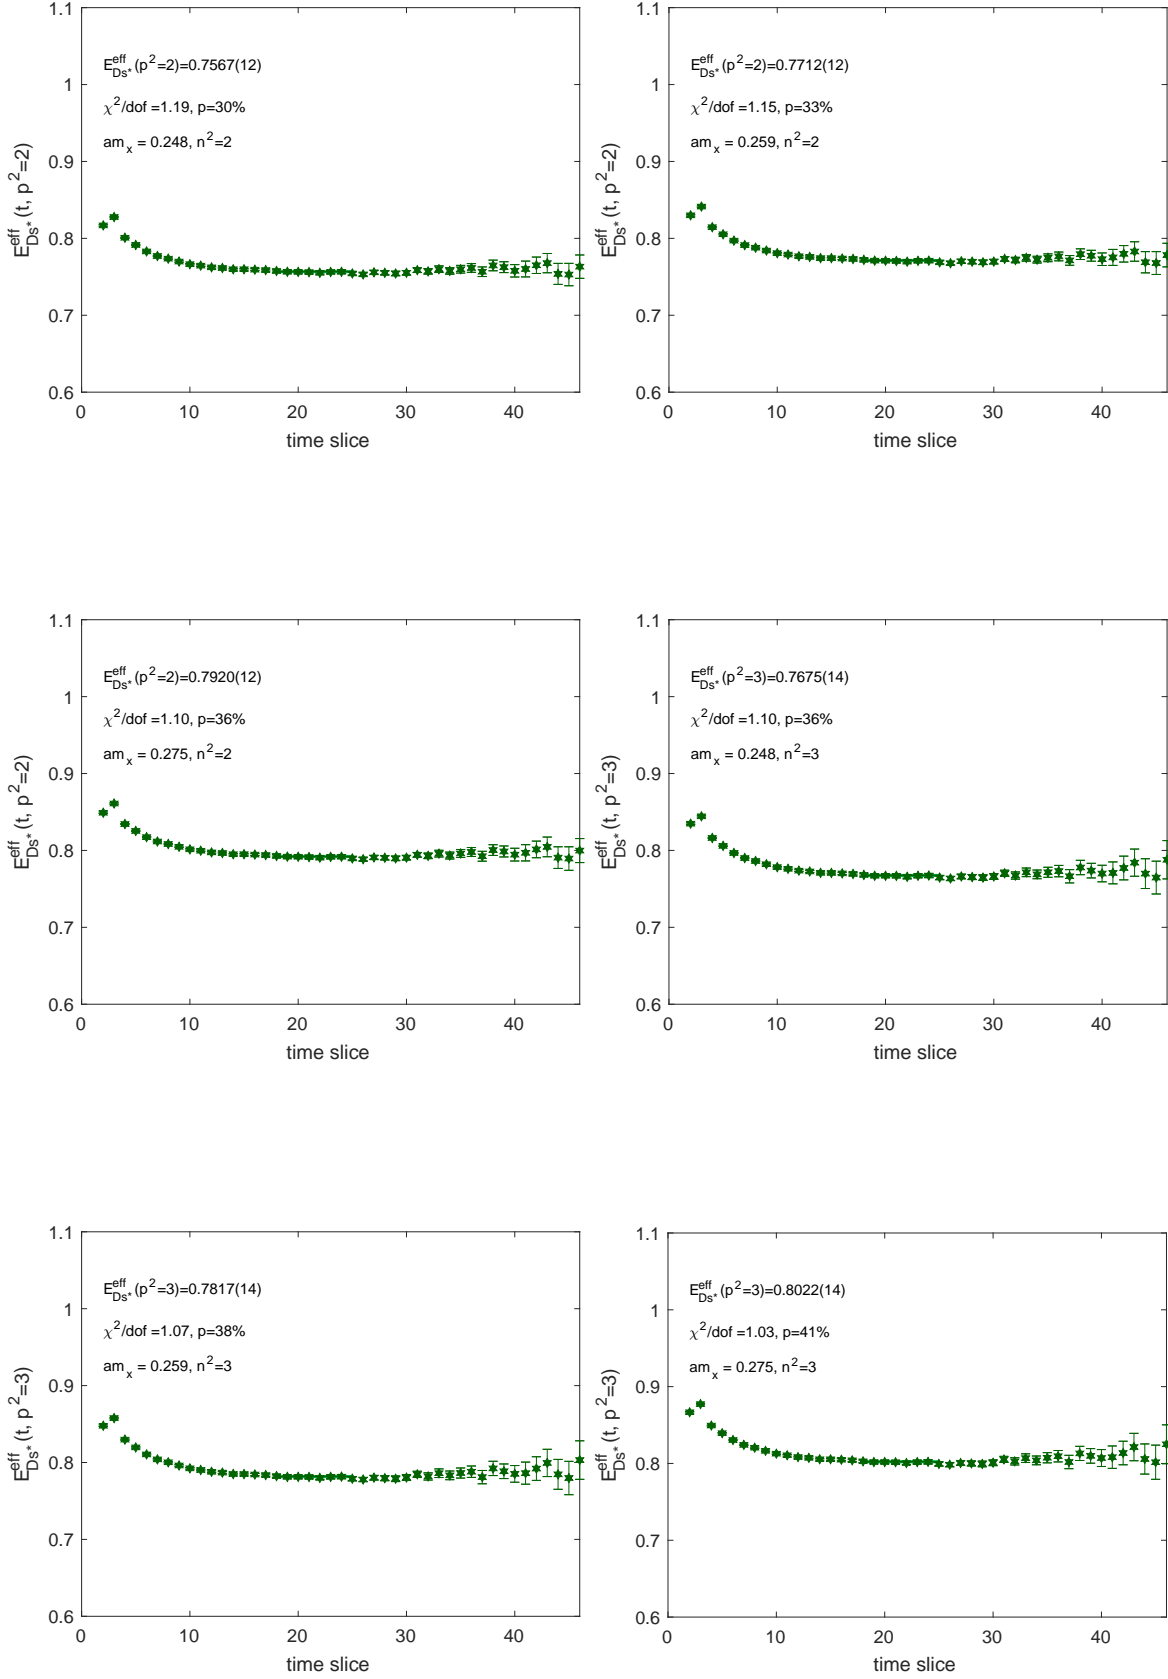 1.1
E^eff_Ds*(p^2=2)=0.7567(12)
χ^2/dof =1.19, p=30%
am_x = 0.248, n^2=2
1
0.9
0.8
0.7
0.6
E^eff_Ds*(t, p^2=2)
0 10 20 30 40
time slice
1.1
E^eff_Ds*(p^2=2)=0.7712(12)
χ^2/dof =1.15, p=33%
am_x = 0.259, n^2=2
1
0.9
0.8
0.7
0.6
E^eff_Ds*(t, p^2=2)
0 10 20 30 40
time slice
1.1
E^eff_Ds*(p^2=2)=0.7920(12)
χ^2/dof =1.10, p=36%
am_x = 0.275, n^2=2
1
0.9
0.8
0.7
0.6
E^eff_Ds*(t, p^2=2)
0 10 20 30 40
time slice
1.1
E^eff_Ds*(p^2=3)=0.7675(14)
χ^2/dof =1.10, p=36%
am_x = 0.248, n^2=3
1
0.9
0.8
0.7
0.6
E^eff_Ds*(t, p^2=3)
0 10 20 30 40
time slice
1.1
E^eff_Ds*(p^2=3)=0.7817(14)
χ^2/dof =1.07, p=38%
am_x = 0.259, n^2=3
1
0.9
0.8
0.7
0.6
E^eff_Ds*(t, p^2=3)
0 10 20 30 40
time slice
1.1
E^eff_Ds*(p^2=3)=0.8022(14)
χ^2/dof =1.03, p=41%
am_x = 0.275, n^2=3
1
0.9
0.8
0.7
0.6
E^eff_Ds*(t, p^2=3)
0 10 20 30 40
time slice